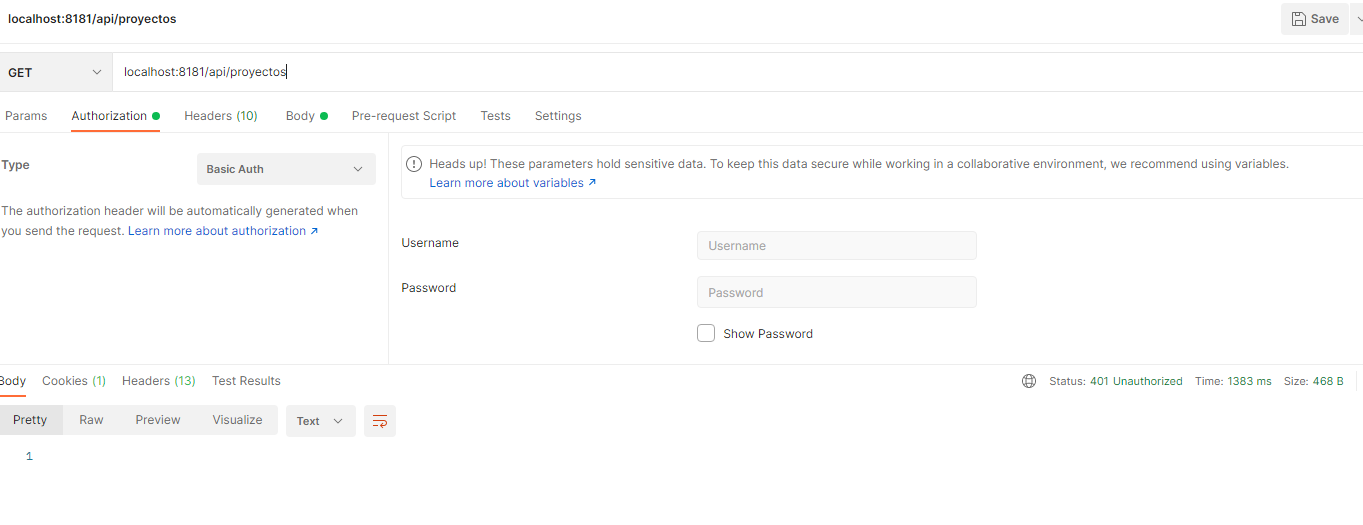 localhost:8181/api/proyectos
Save
GET
localhost:8181/api/proyectos
Params Authorization Headers (10) Body Pre-request Script Tests Settings
Type
Basic Auth
The authorization header will be automatically generated when
you send the request. Learn more about authorization ↗
Heads up! These parameters hold sensitive data. To keep this data secure while working in a collaborative environment, we recommend using variables.
Learn more about variables ↗
Username
Username
Password
Password
Show Password
Body Cookies (1) Headers (13) Test Results
Status: 401 Unauthorized Time: 1383 ms Size: 468 B
Pretty Raw Preview Visualize Text
1